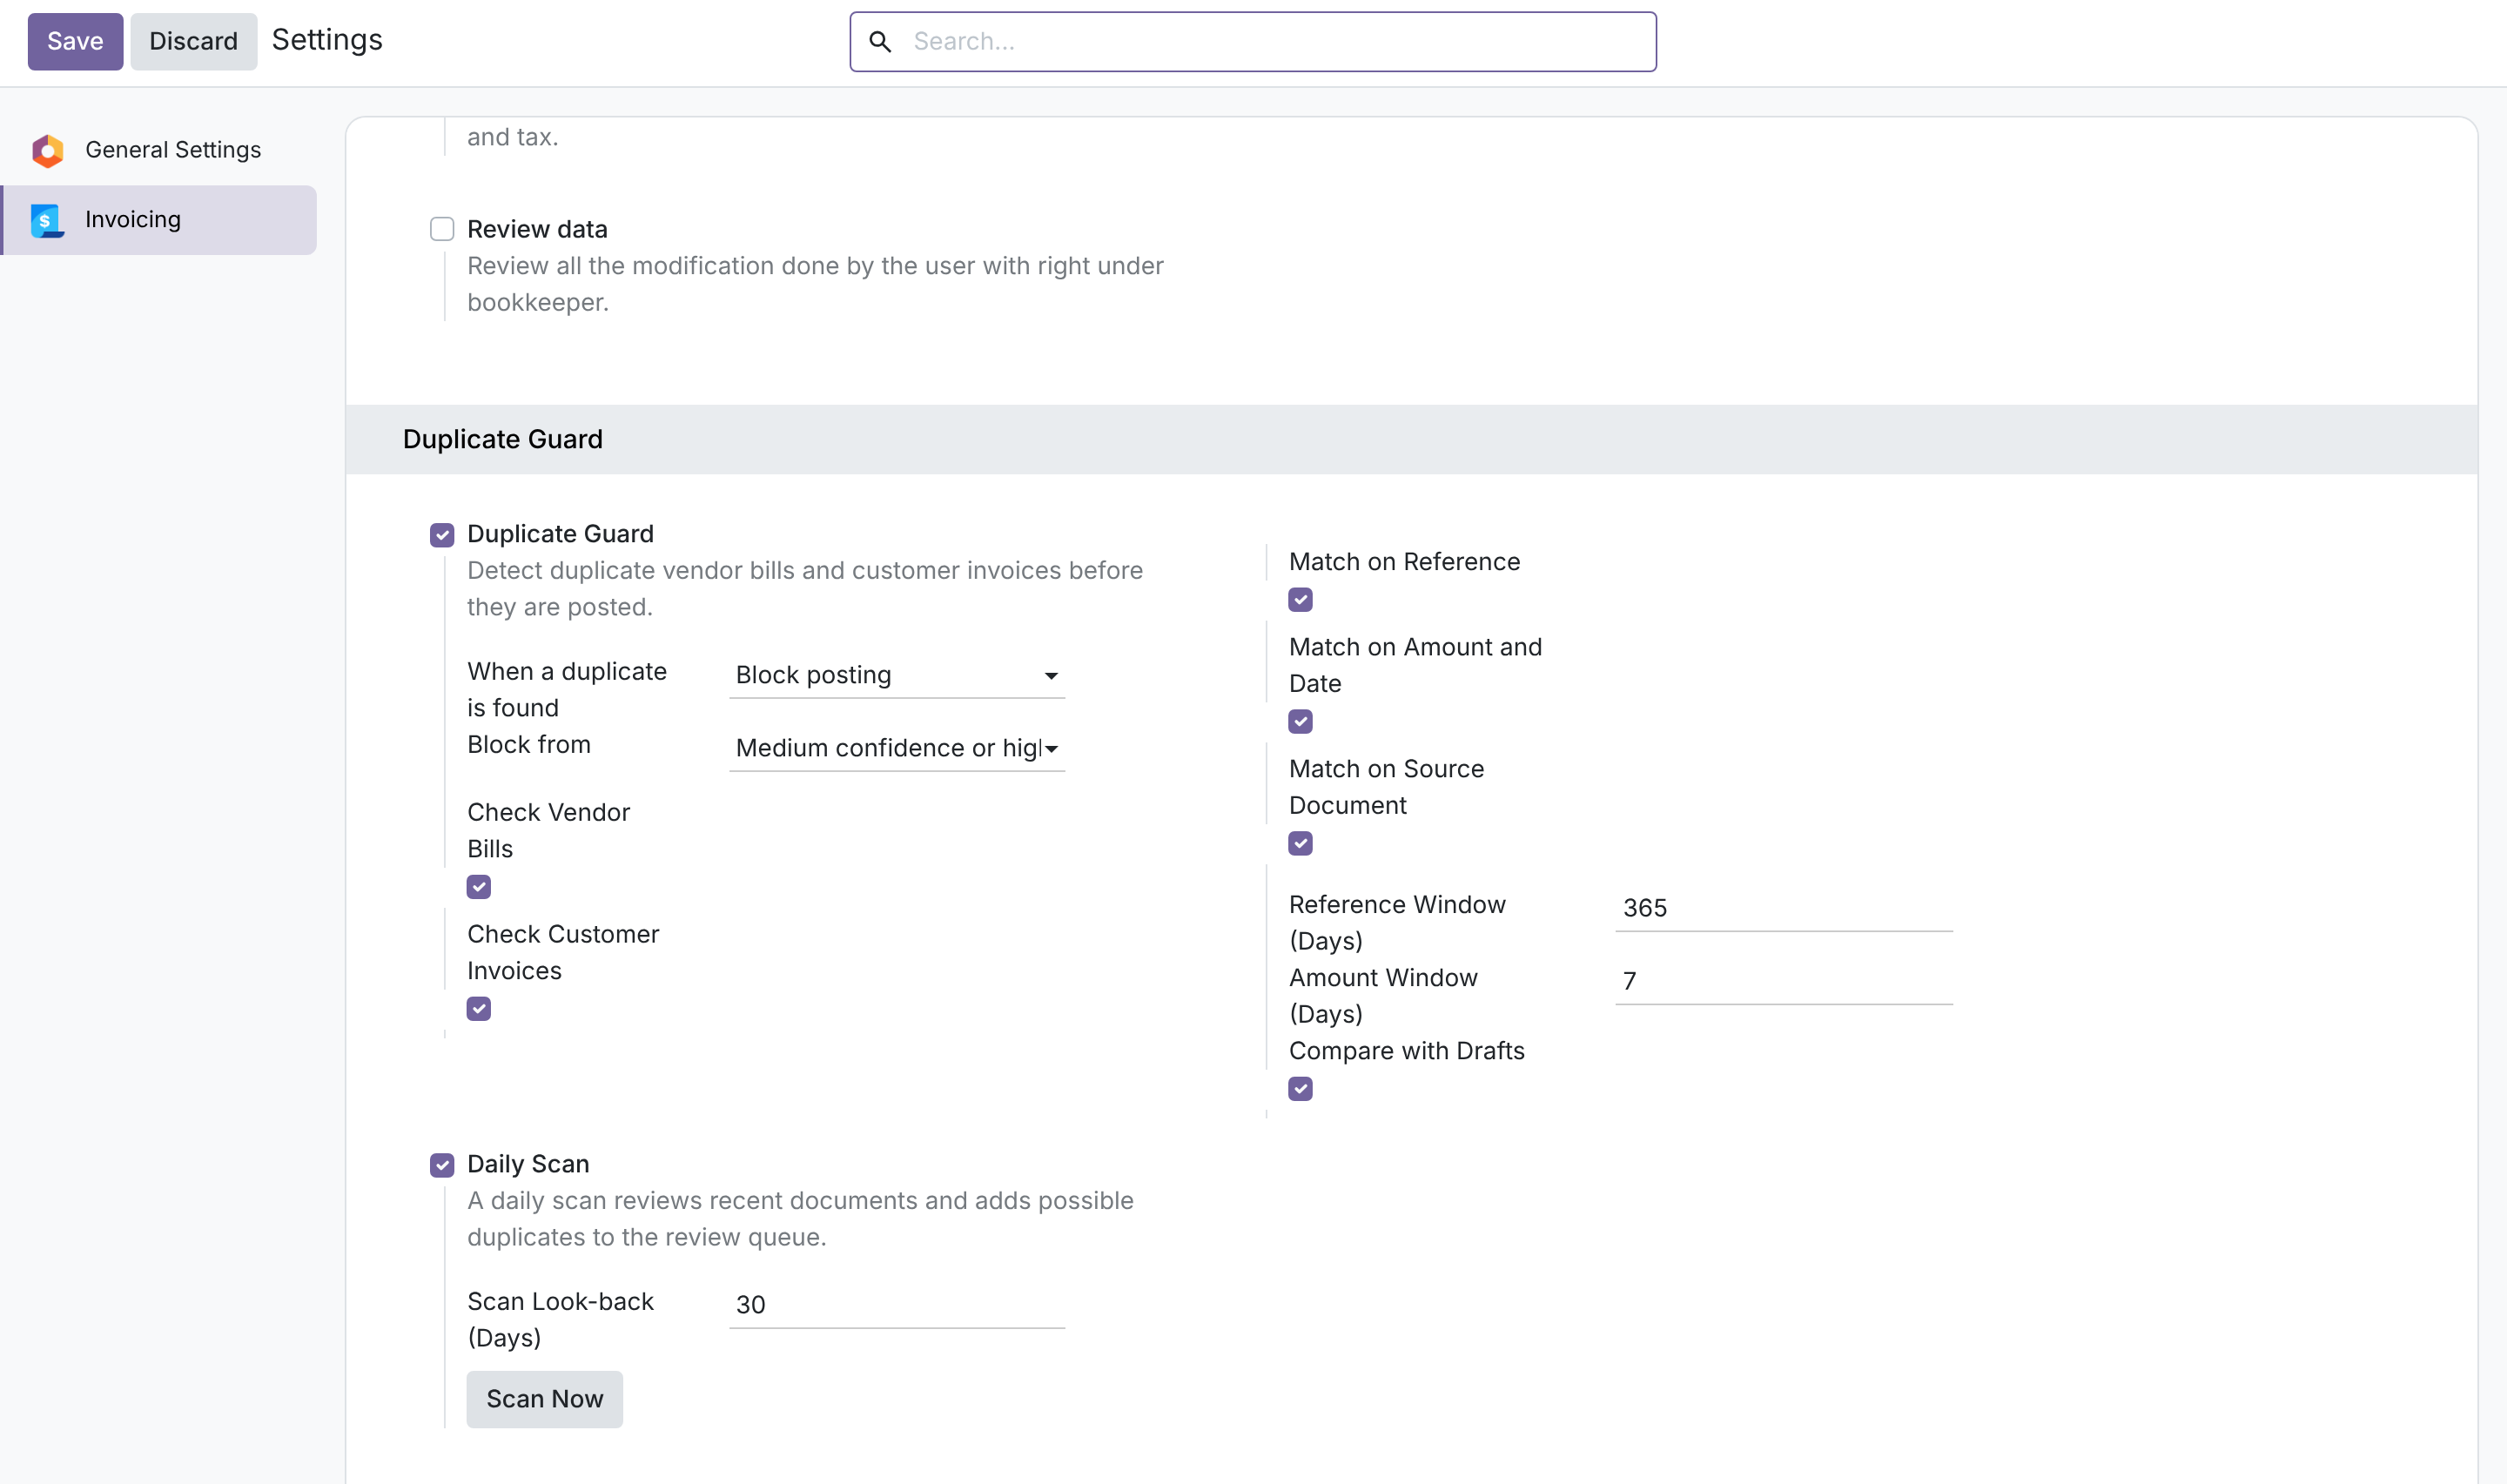 Save Discard Settings
Search...
General Settings
Invoicing
and tax.
Review data
Review all the modification done by the user with right under
bookkeeper.
Duplicate Guard
Duplicate Guard
Detect duplicate vendor bills and customer invoices before
they are posted.
When a duplicate
is found
Block posting
Block from
Medium confidence or high
Check Vendor
Bills
Check Customer
Invoices
Match on Reference
Match on Amount and
Date
Match on Source
Document
Reference Window
(Days)
365
Amount Window
(Days)
7
Compare with Drafts
Daily Scan
A daily scan reviews recent documents and adds possible
duplicates to the review queue.
Scan Look-back
(Days)
30
Scan Now